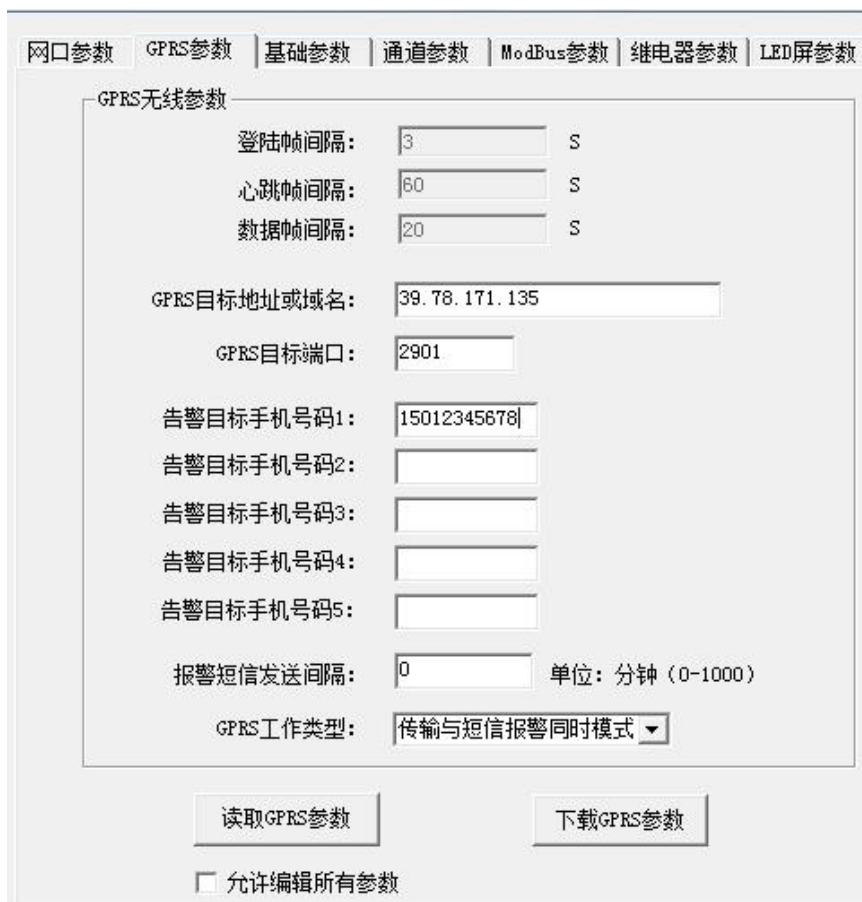 网口参数 GPRS参数 基础参数 通道参数 ModBus参数 继电器参数 LED屏参数
GPRS无线参数
登陆帧间隔: 3 S
心跳帧间隔: 60 S
数据帧间隔: 20 S
GPRS目标地址或域名: 39.78.171.135
GPRS目标端口: 2901
告警目标手机号码1: 15012345678
告警目标手机号码2:
告警目标手机号码3:
告警目标手机号码4:
告警目标手机号码5:
报警短信发送间隔: 0 单位: 分钟 (0-1000)
GPRS工作类型: 传输与短信报警同时模式
读取GPRS参数 下载GPRS参数
允许编辑所有参数